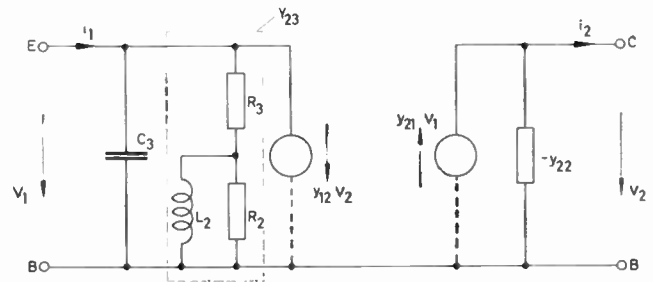 Y23
E i1 i2 C
R3
C3
y21 V1
-y22
V1
y12 V2
V2
L2 R2
B B